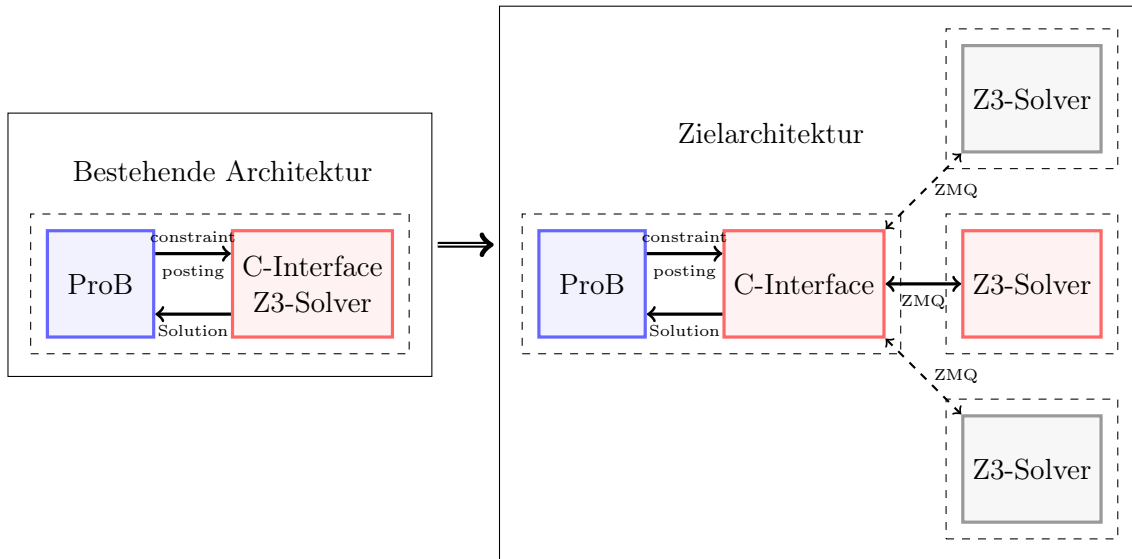 Bestehende Architektur
ProB
constraint
posting
Solution
C-Interface
Z3-Solver
Zielarchitektur
ProB
constraint
posting
Solution
C-Interface
ZMQ
Z3-Solver
ZMQ
Z3-Solver
ZMQ
Z3-Solver